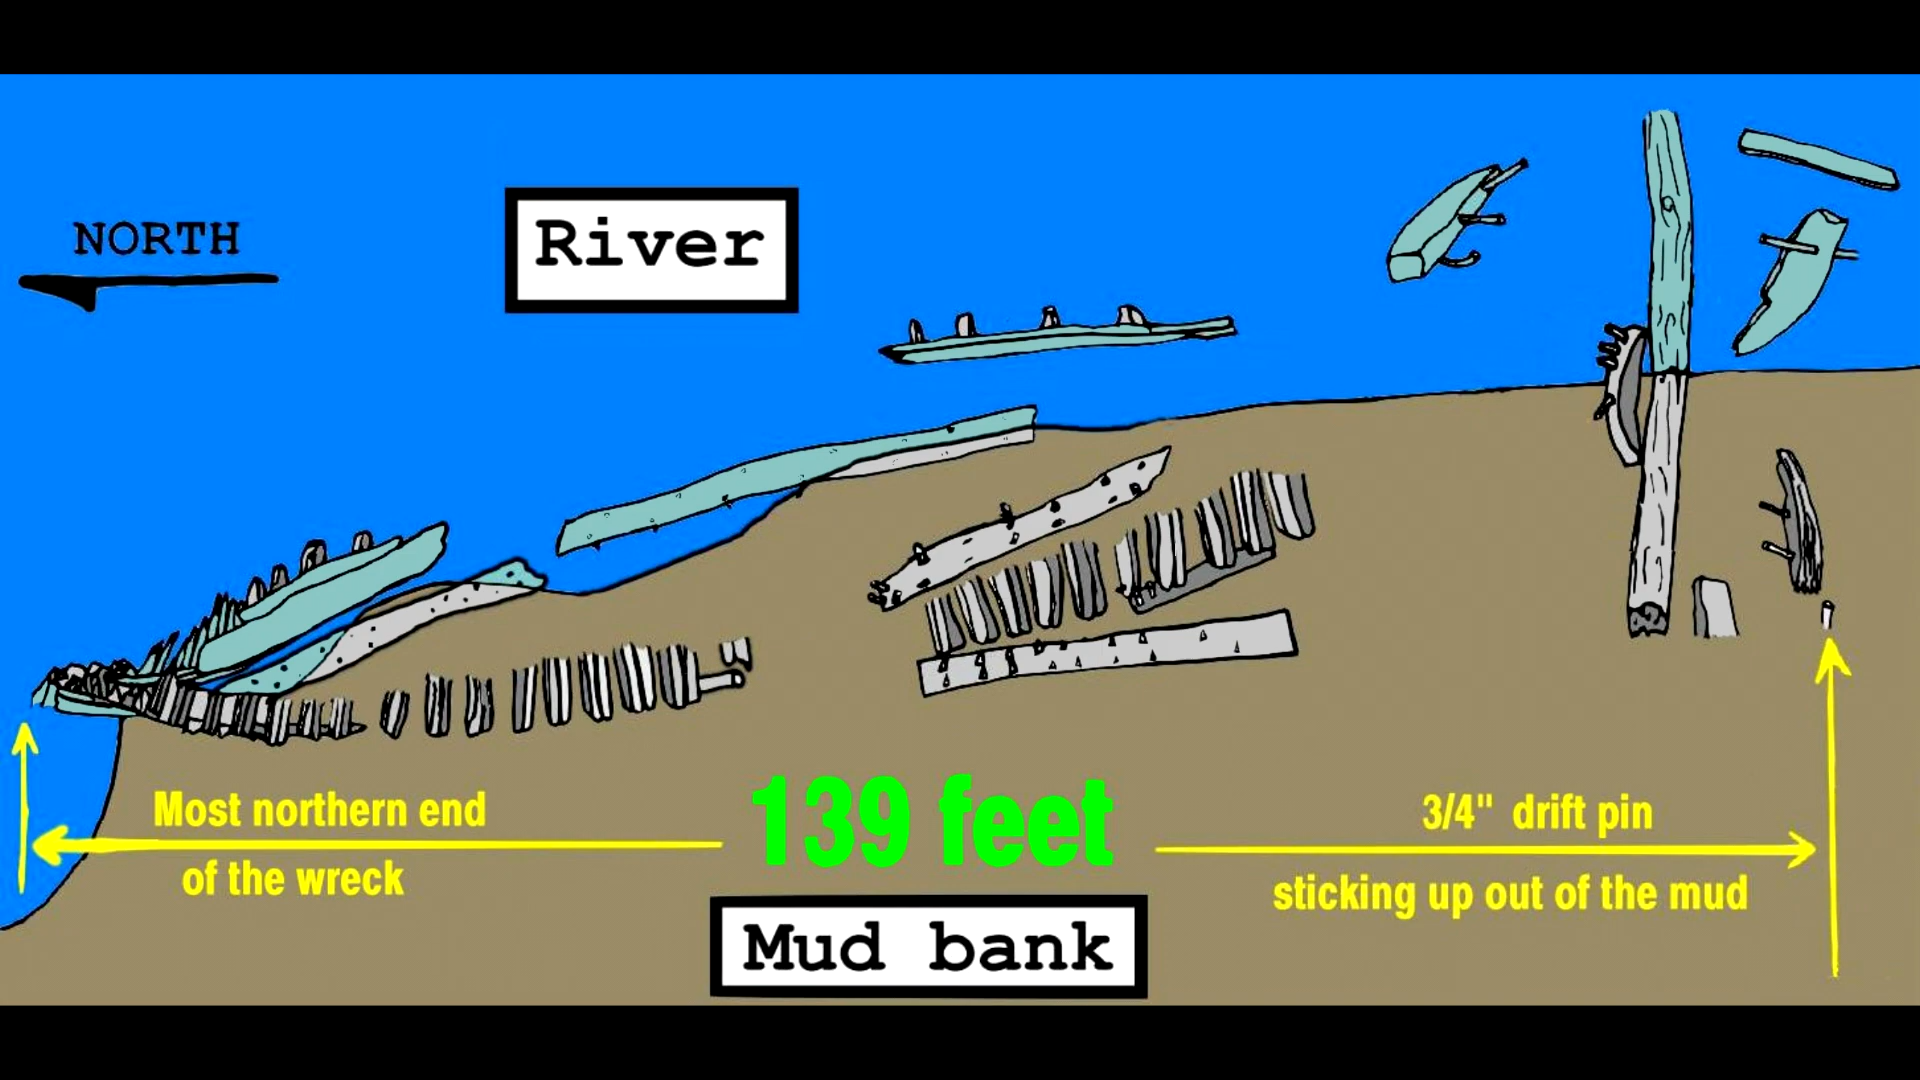 NORTH
River
139 feet
Most northern end
of the wreck
3/4" drift pin
sticking up out of the mud
Mud bank